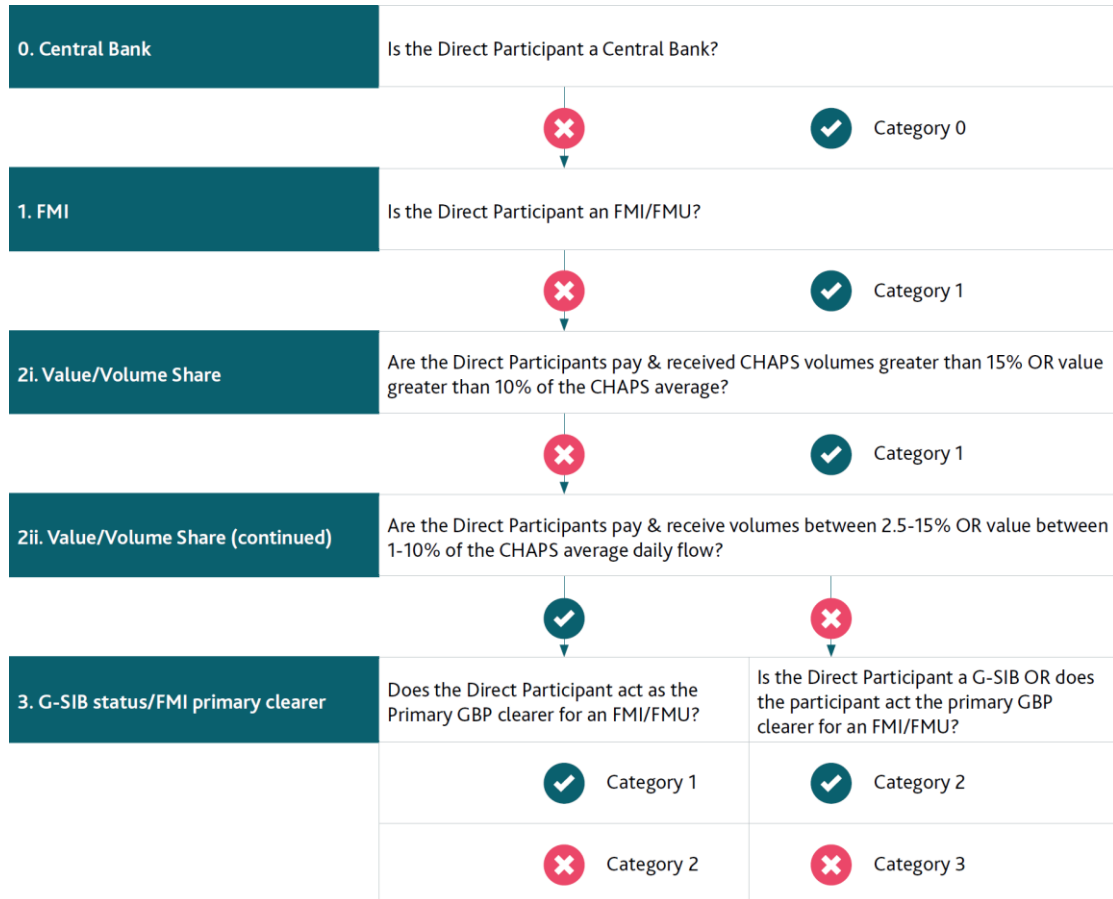 0. Central Bank
Is the Direct Participant a Central Bank?
Category 0
1. FMI
Is the Direct Participant an FMI/FMU?
Category 1
2i. Value/Volume Share
Are the Direct Participants pay & received CHAPS volumes greater than 15% OR value
greater than 10% of the CHAPS average?
Category 1
2ii. Value/Volume Share (continued)
Are the Direct Participants pay & receive volumes between 2.5-15% OR value between
1-10% of the CHAPS average daily flow?
3. G-SIB status/FMI primary clearer
Does the Direct Participant act as the
Primary GBP clearer for an FMI/FMU?
Is the Direct Participant a G-SIB OR does
the participant act the primary GBP
clearer for an FMI/FMU?
Category 1
Category 2
Category 2
Category 3